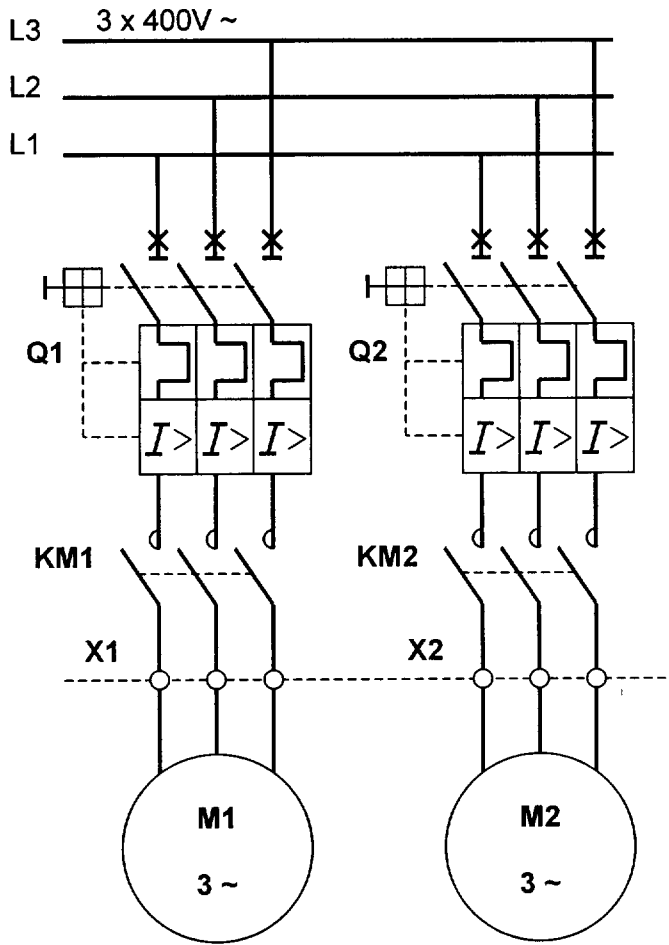 L3 3 x 400V ~
L2
L1
Q1 Q2
I> I> I> I> I> I>
KM1 KM2
X1 X2
M1 M2
3 ~ 3 ~